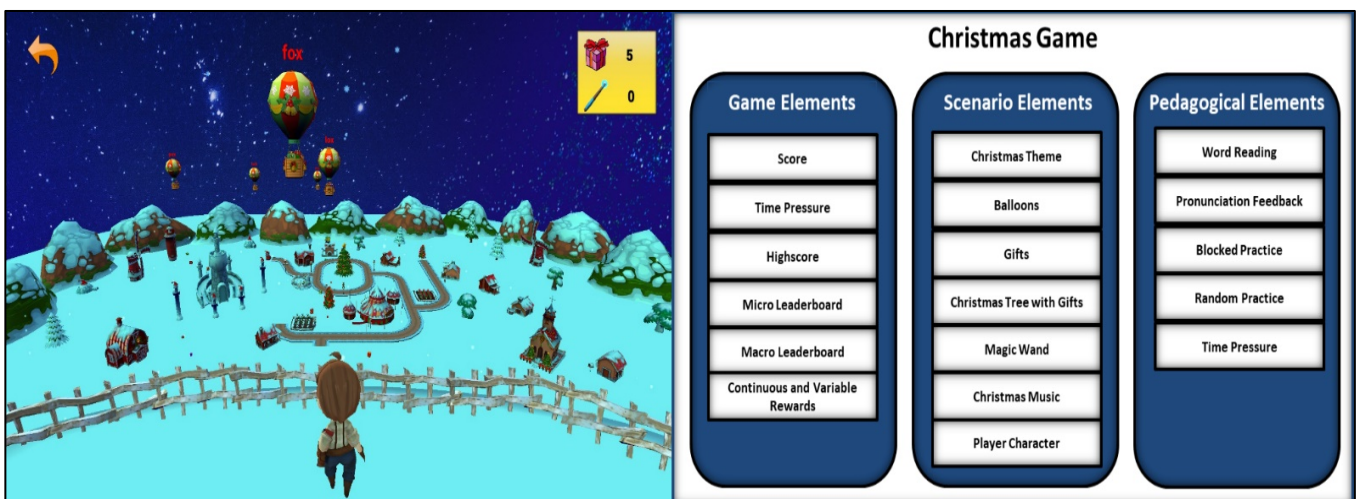 fox
5
0
fox
Christmas Game
Game Elements
Score
Time Pressure
Highscore
Micro Leaderboard
Macro Leaderboard
Continuous and Variable
Rewards
Scenario Elements
Christmas Theme
Balloons
Gifts
Christmas Tree with Gifts
Magic Wand
Christmas Music
Player Character
Pedagogical Elements
Word Reading
Pronunciation Feedback
Blocked Practice
Random Practice
Time Pressure